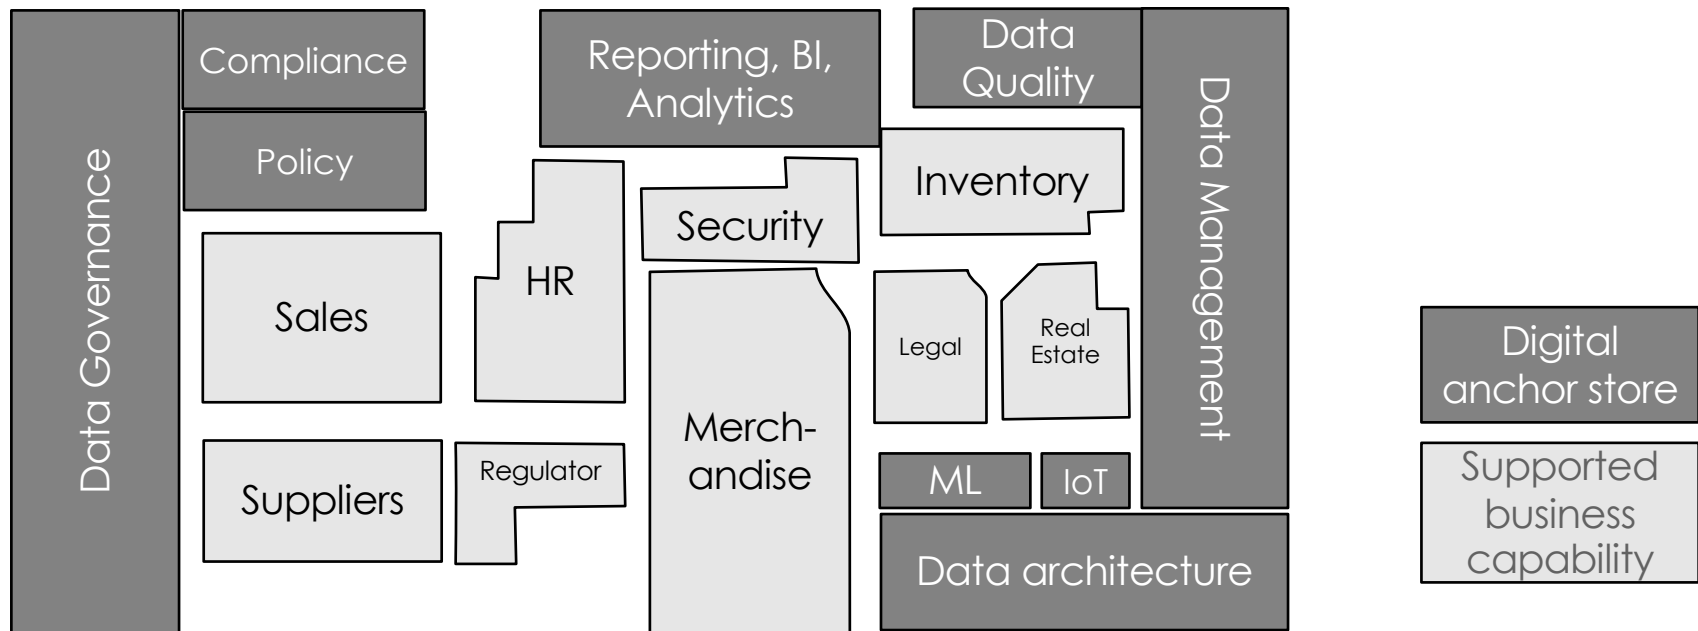 Data Governance
Compliance
Policy
Reporting, BI,
Analytics
Data
Quality
Data Management
Inventory
Security
HR
Sales
Legal
Real
Estate
Merch-
andise
Suppliers
Regulator
ML
IoT
Data architecture
Digital
anchor store
Supported
business
capability